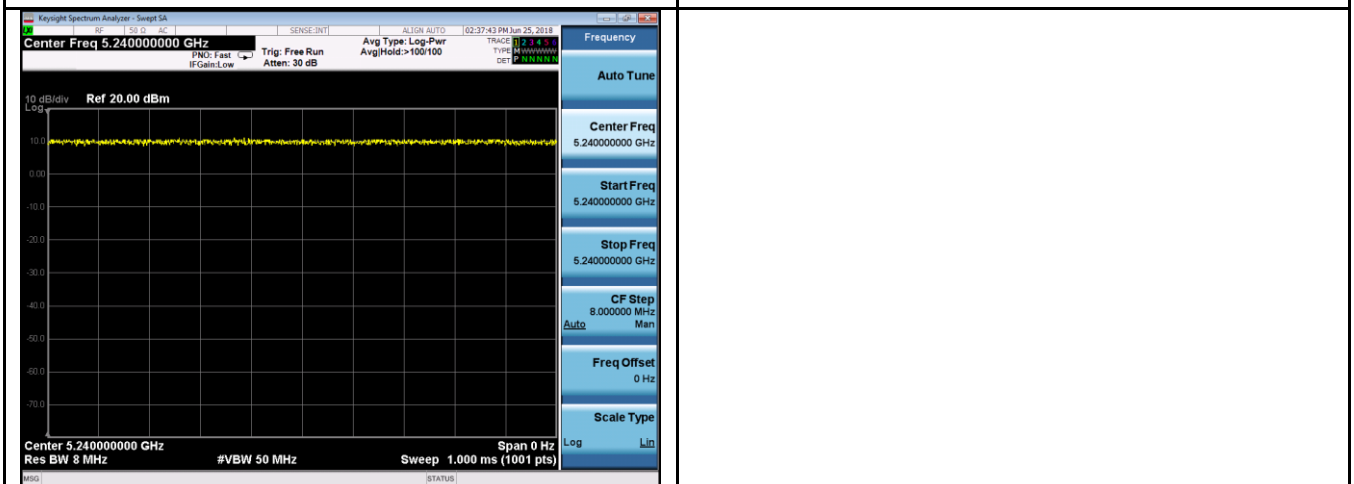 Keysight Spectrum Analyzer - Swept SA
RF 50 Ω AC SENSE:INT ALIGN AUTO 02:37:43 PM Jun 25, 2018
Center Freq 5.240000000 GHz
PNO: Fast
IFGain:Low
Trig: Free Run
Atten: 30 dB
Avg Type: Log-Pwr
Avg|Hold:>100/100
TRACE 1 2 3 4 5 6
TYPE M W W W W W
DET P N N N N N
10 dB/div Ref 20.00 dBm
Log
10.0
0.00
-10.0
-20.0
-30.0
-40.0
-50.0
-60.0
-70.0
Center 5.240000000 GHz Span 0 Hz
Res BW 8 MHz #VBW 50 MHz Sweep 1.000 ms (1001 pts)
MSG STATUS
Frequency
Auto Tune
Center Freq
5.240000000 GHz
Start Freq
5.240000000 GHz
Stop Freq
5.240000000 GHz
CF Step
8.000000 MHz
Auto Man
Freq Offset
0 Hz
Scale Type
Log Lin